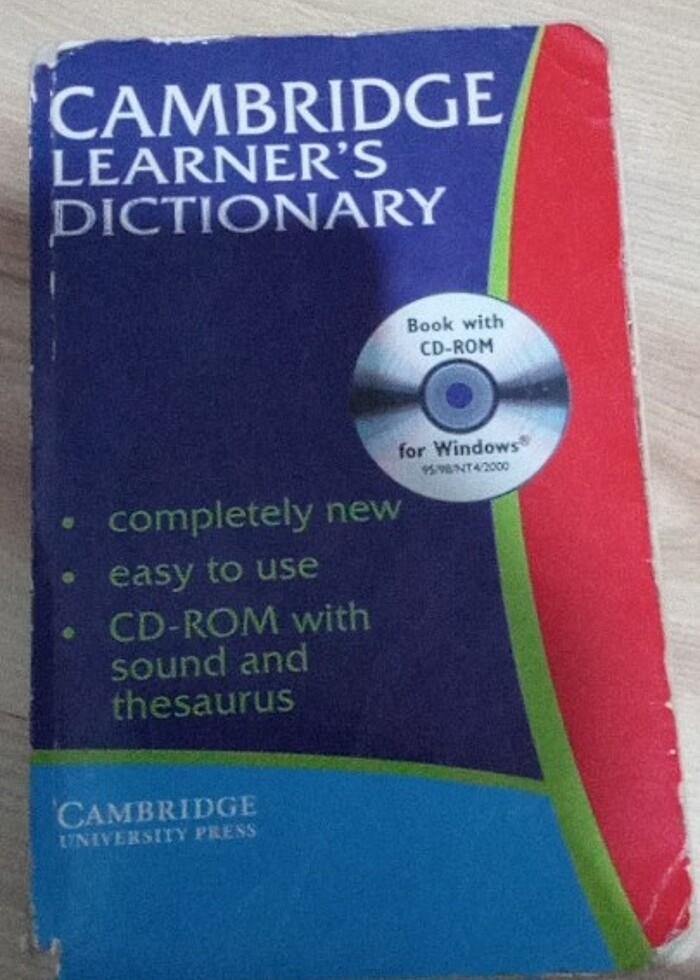 CAMBRIDGE
LEARNER'S
DICTIONARY
Book with
CD-ROM
for Windows®
95/98/NT4/2000
• completely new
• easy to use
• CD-ROM with
sound and
thesaurus
CAMBRIDGE
UNIVERSITY PRESS